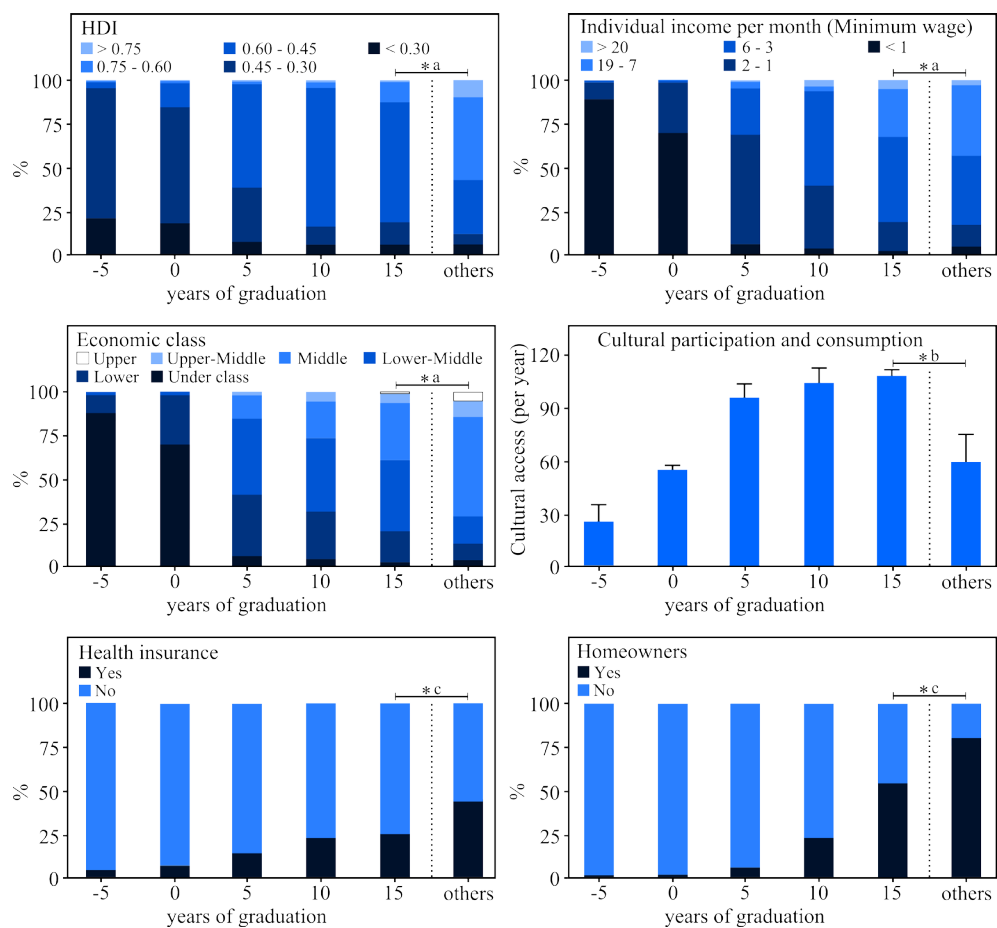 HDI
> 0.75
0.60 - 0.45
< 0.30
0.75 - 0.60
0.45 - 0.30
* a
100
75
50
25
0
%
-5 0 5 10 15 others
years of graduation
Individual income per month (Minimum wage)
> 20
6 - 3
< 1
19 - 7
2 - 1
* a
100
75
50
25
0
%
-5 0 5 10 15 others
years of graduation
Economic class
Upper Upper-Middle Middle Lower-Middle
Lower Under class
* a
100
75
50
25
0
%
-5 0 5 10 15 others
years of graduation
Cultural participation and consumption
* b
120
90
60
30
0
Cultural access (per year)
-5 0 5 10 15 others
years of graduation
Health insurance
Yes
No
* c
100
75
50
25
0
%
-5 0 5 10 15 others
years of graduation
Homeowners
Yes
No
* c
100
75
50
25
0
%
-5 0 5 10 15 others
years of graduation